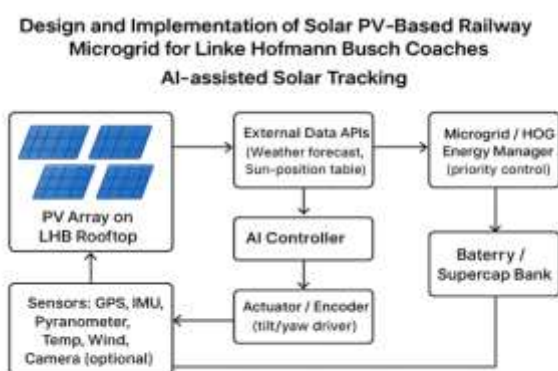 Design and Implementation of Solar PV-Based Railway
Microgrid for Linke Hofmann Busch Coaches
AI-assisted Solar Tracking
PV Array on
LHB Rooftop
External Data APIs
(Weather forecast,
Sun-position table)
Microgrid / HOG
Energy Manager
(priority control)
AI Controller
Baterry /
Supercap Bank
Sensors: GPS, IMU,
Pyranometer,
Temp, Wind,
Camera (optional)
Actuator / Encoder
(tilt/yaw driver)